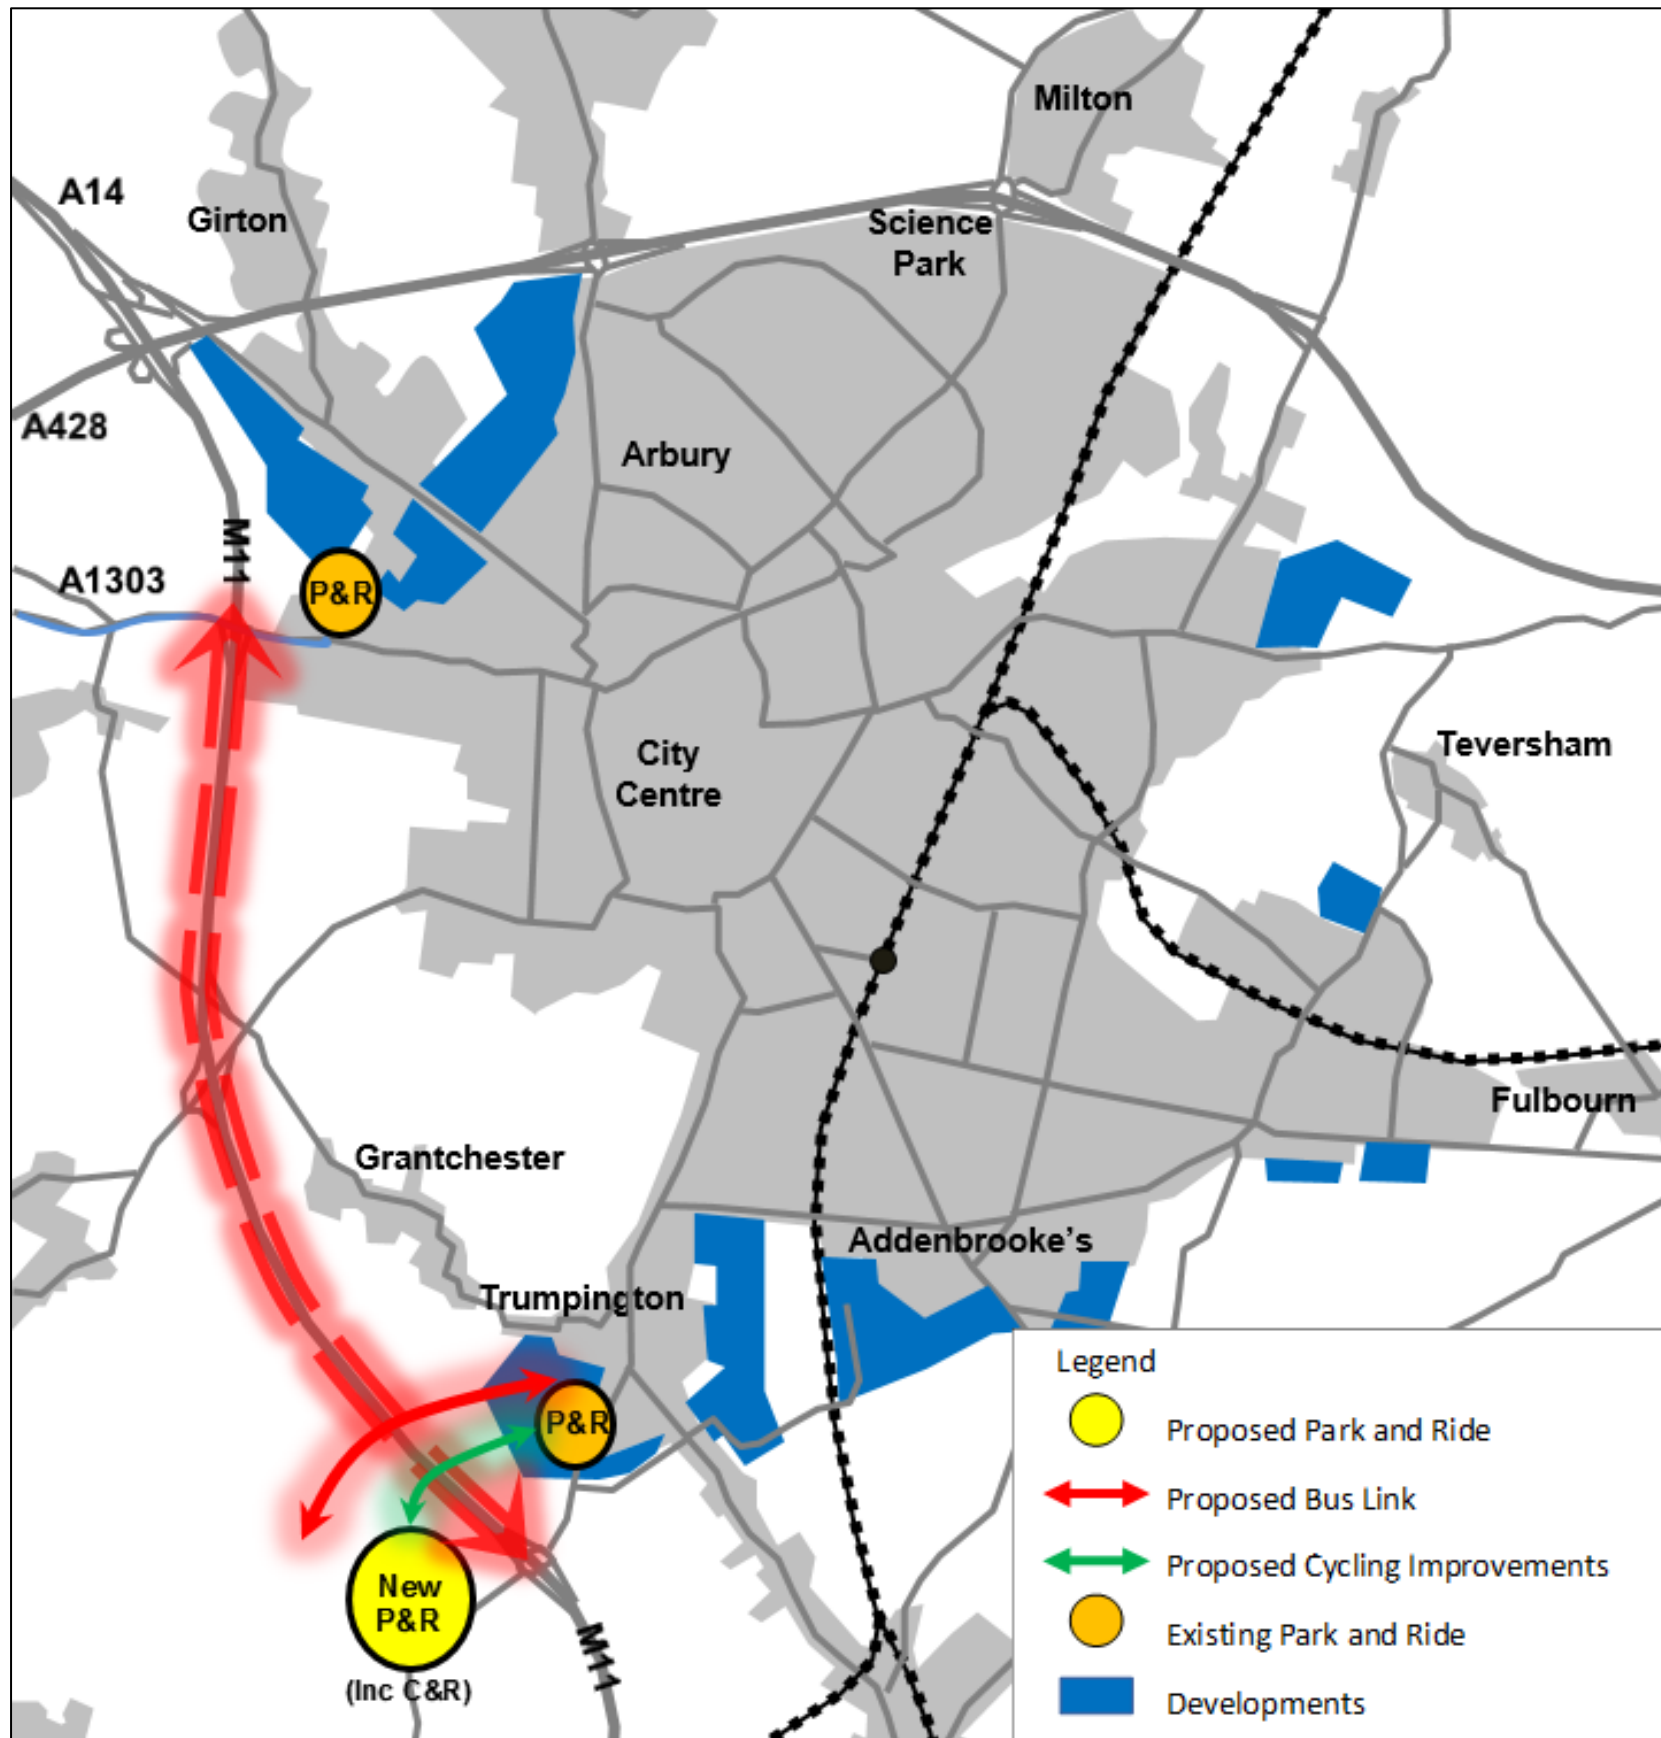 Milton
A14
Girton
Science
Park
A428
Arbury
M11
A1303
P&R
City
Centre
Teversham
Fulbourn
Grantchester
Addenbrooke's
Trumpington
P&R
New
P&R
(Inc C&R)
M11
Legend
Proposed Park and Ride
Proposed Bus Link
Proposed Cycling Improvements
Existing Park and Ride
Developments